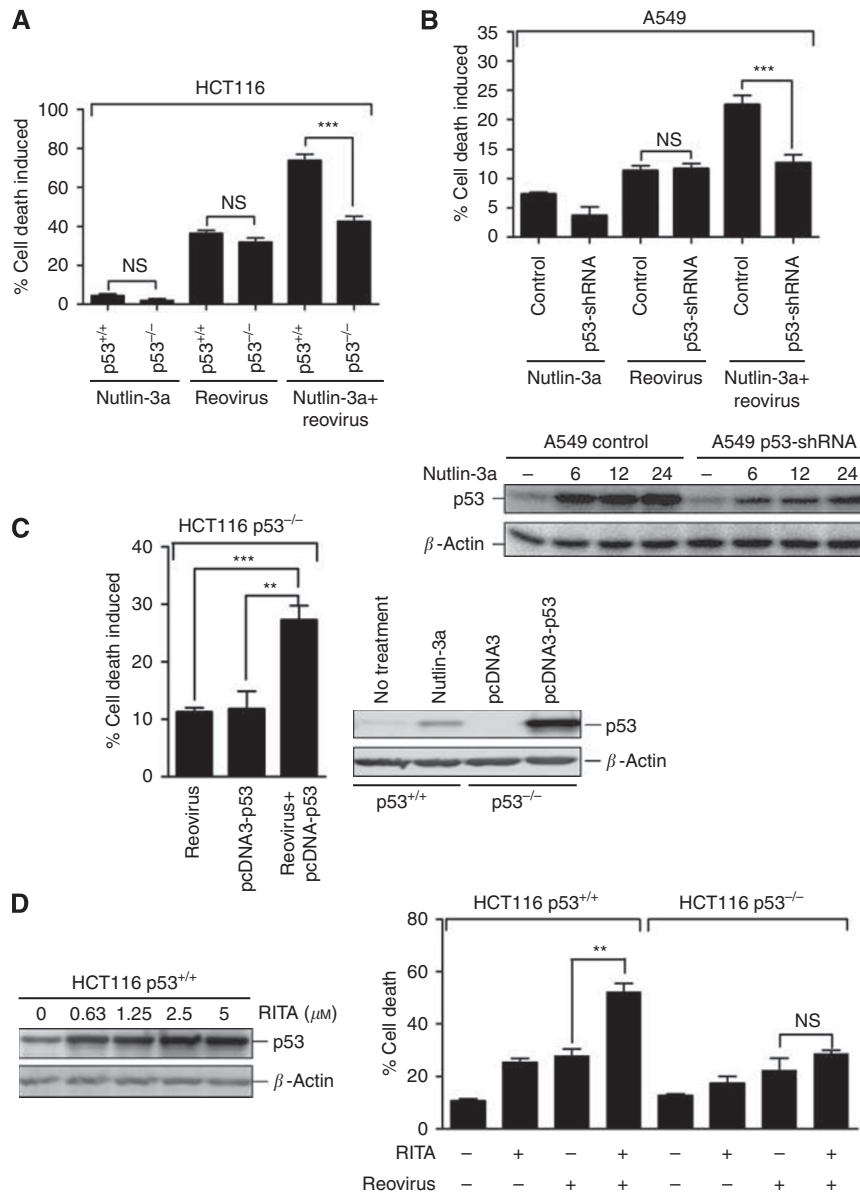 A
HCT116
% Cell death induced
100
80
60
40
20
0
NS
NS
***
p53+/+
p53−/−
p53+/+
p53−/−
p53+/+
p53−/−
Nutlin-3a
Reovirus
Nutlin-3a+
reovirus
B
A549
% Cell death induced
35
30
25
20
15
10
5
0
NS
***
Control
p53-shRNA
Control
p53-shRNA
Control
p53-shRNA
Nutlin-3a
Reovirus
Nutlin-3a+
reovirus
A549 control
A549 p53-shRNA
Nutlin-3a – 6 12 24 – 6 12 24
p53
β-Actin
C
HCT116 p53−/−
% Cell death induced
40
30
20
10
0
***
**
Reovirus
pcDNA3-p53
Reovirus+
pcDNA-p53
No treatment
Nutlin-3a
pcDNA3
pcDNA3-p53
p53
β-Actin
p53+/+
p53−/−
D
HCT116 p53+/+
0 0.63 1.25 2.5 5 RITA (μM)
p53
β-Actin
HCT116 p53+/+
HCT116 p53−/−
% Cell death
80
60
40
20
0
**
NS
RITA – + – + – + – +
Reovirus – – + + – – + +